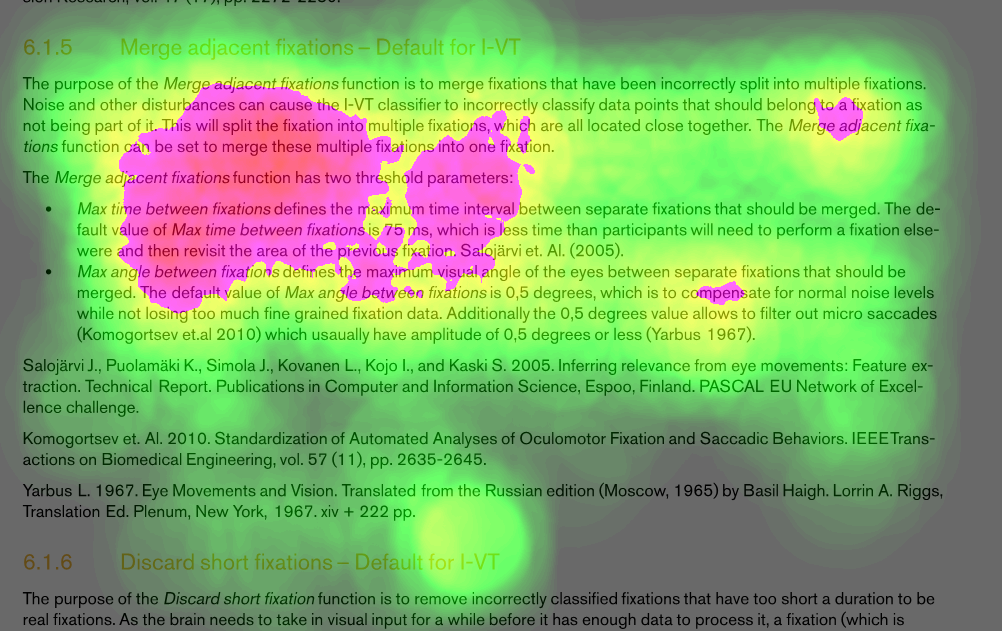 sion Research, vol. 47 (17), pp. 2272-2280.
6.1.5 Merge adjacent fixations – Default for I-VT
The purpose of the Merge adjacent fixations function is to merge fixations that have been incorrectly split into multiple fixations.
Noise and other disturbances can cause the I-VT classifier to incorrectly classify data points that should belong to a fixation as
not being part of it. This will split the fixation into multiple fixations, which are all located close together. The Merge adjacent fixa-
tions function can be set to merge these multiple fixations into one fixation.
The Merge adjacent fixations function has two threshold parameters:
• Max time between fixations defines the maximum time interval between separate fixations that should be merged. The de-
fault value of Max time between fixations is 75 ms, which is less time than participants will need to perform a fixation else-
were and then revisit the area of the previous fixation. Salojärvi et. Al. (2005).
• Max angle between fixations defines the maximum visual angle of the eyes between separate fixations that should be
merged. The default value of Max angle between fixations is 0,5 degrees, which is to compensate for normal noise levels
while not losing too much fine grained fixation data. Additionally the 0,5 degrees value allows to filter out micro saccades
(Komogortsev et.al 2010) which usaually have amplitude of 0,5 degrees or less (Yarbus 1967).
Salojärvi J., Puolamäki K., Simola J., Kovanen L., Kojo I., and Kaski S. 2005. Inferring relevance from eye movements: Feature ex-
traction. Technical Report. Publications in Computer and Information Science, Espoo, Finland. PASCAL EU Network of Excel-
lence challenge.
Komogortsev et. Al. 2010. Standardization of Automated Analyses of Oculomotor Fixation and Saccadic Behaviors. IEEE Trans-
actions on Biomedical Engineering, vol. 57 (11), pp. 2635-2645.
Yarbus L. 1967. Eye Movements and Vision. Translated from the Russian edition (Moscow, 1965) by Basil Haigh. Lorrin A. Riggs,
Translation Ed. Plenum, New York, 1967. xiv + 222 pp.
6.1.6 Discard short fixations – Default for I-VT
The purpose of the Discard short fixation function is to remove incorrectly classified fixations that have too short a duration to be
real fixations. As the brain needs to take in visual input for a while before it has enough data to process it, a fixation (which is